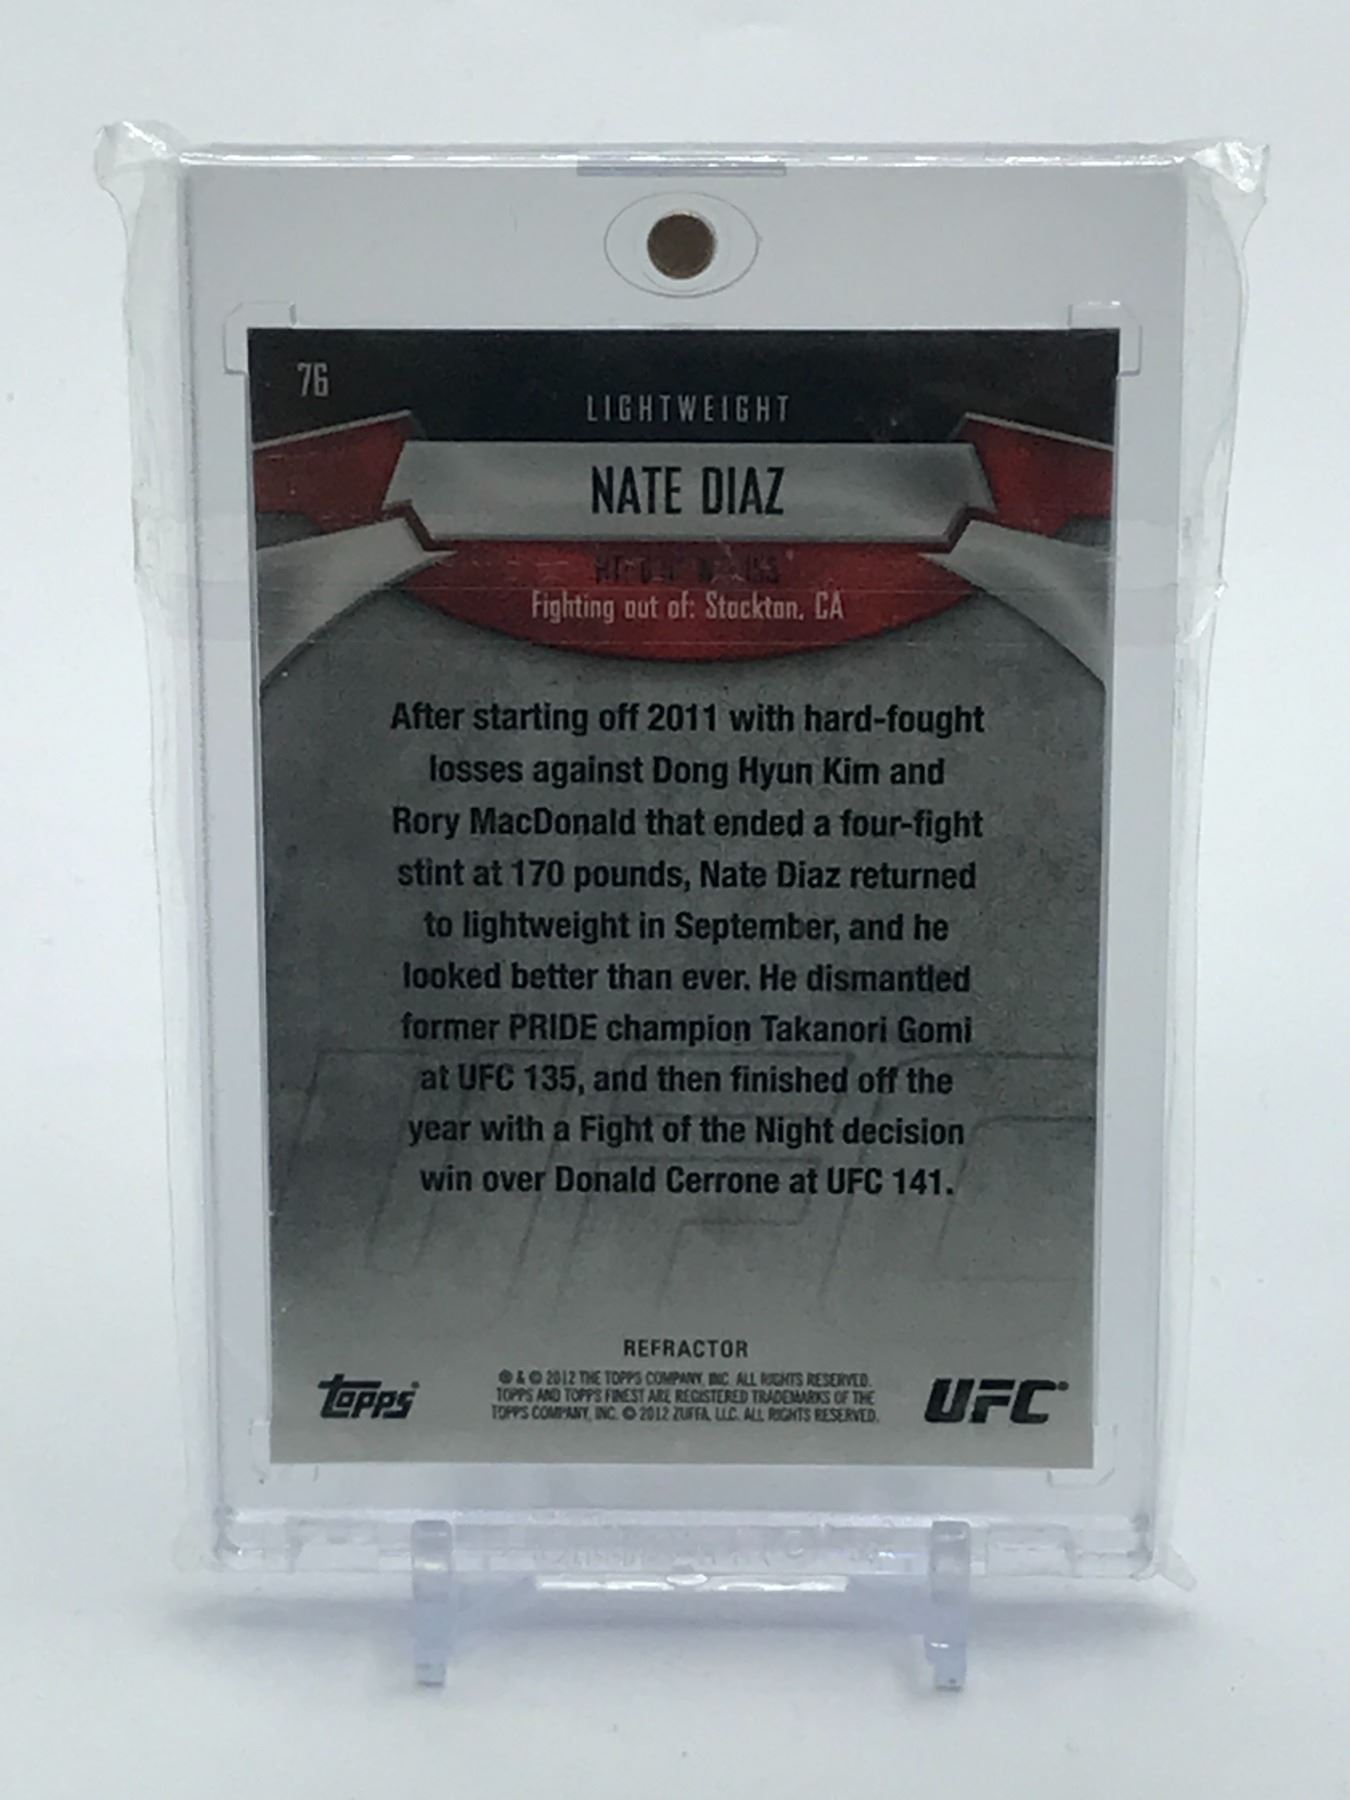 76
LIGHTWEIGHT
NATE DIAZ
Fighting out of: Stockton, CA
After starting off 2011 with hard-fought
losses against Dong Hyun Kim and
Rory MacDonald that ended a four-fight
stint at 170 pounds, Nate Diaz returned
to lightweight in September, and he
looked better than ever. He dismantled
former PRIDE champion Takanori Gomi
at UFC 135, and then finished off the
year with a Fight of the Night decision
win over Donald Cerrone at UFC 141.
UFC
REFRACTOR
® & © 2012 THE TOPPS COMPANY, INC. ALL RIGHTS RESERVED.
TOPPS AND TOPPS FINEST ARE REGISTERED TRADEMARKS OF THE
TOPPS COMPANY, INC. © 2012 ZUFFA, LLC. ALL RIGHTS RESERVED.
Topps®
UFC®